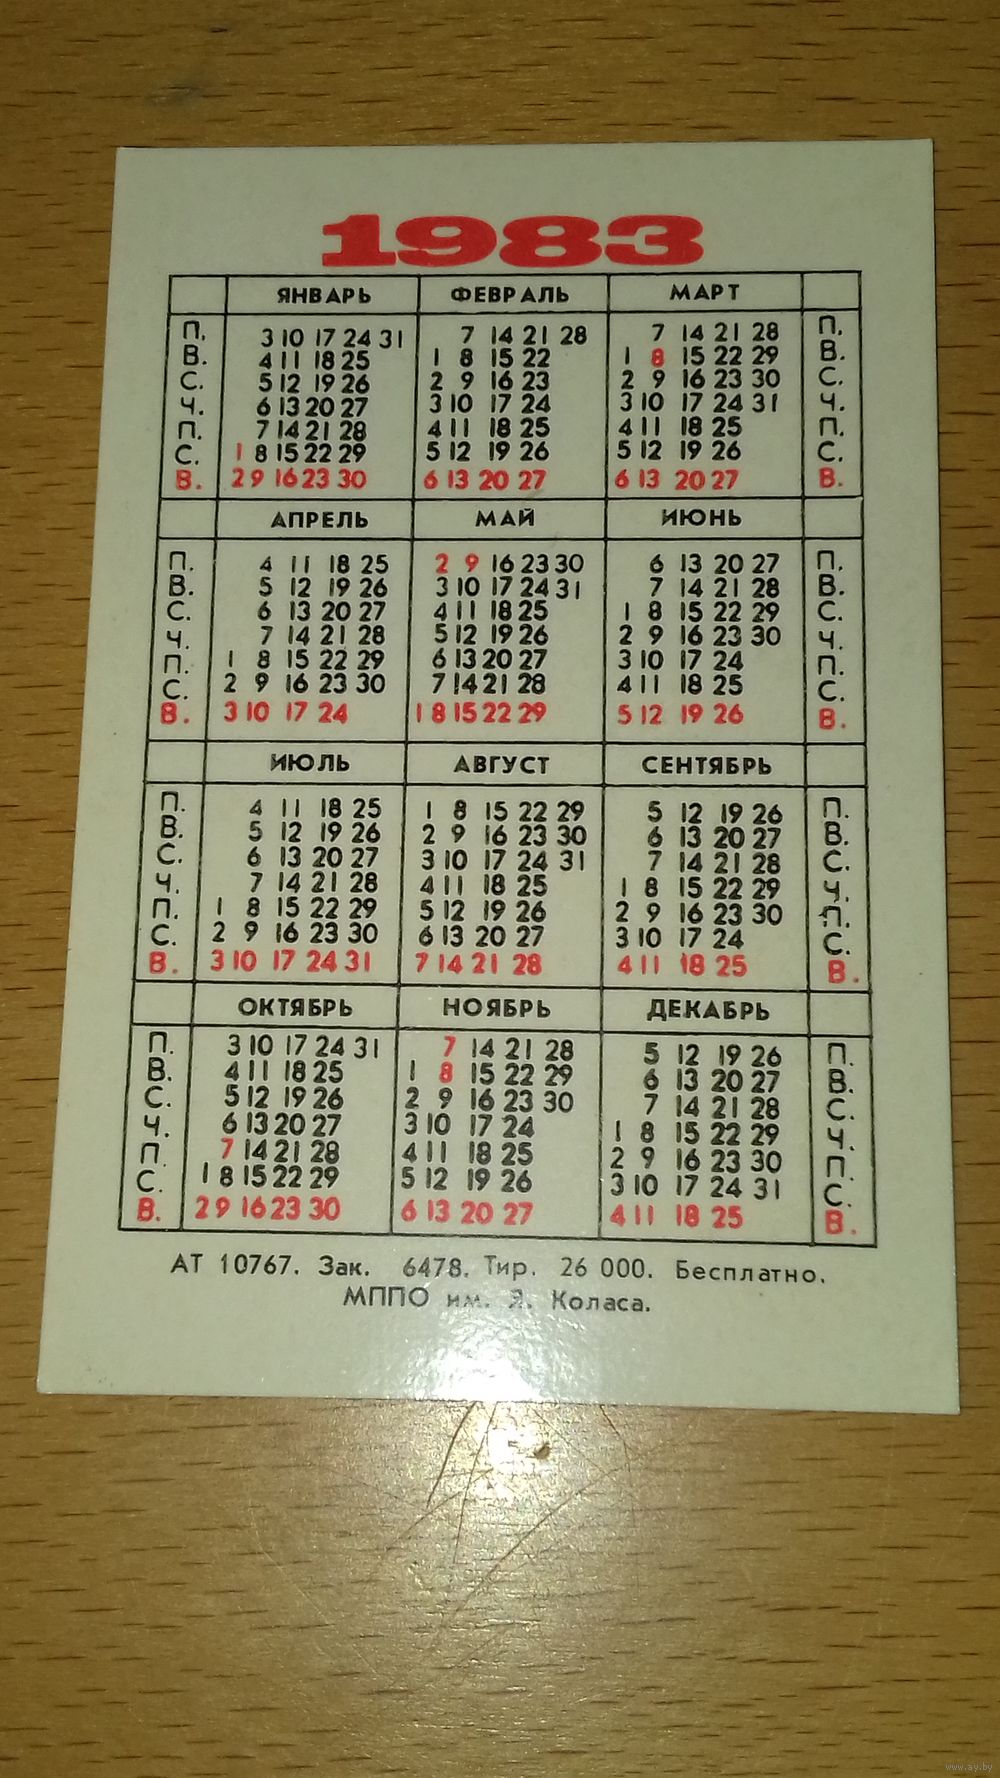 1983
ЯНВАРЬ ФЕВРАЛЬ МАРТ
П. 3 10 17 24 31 7 14 21 28 7 14 21 28 П.
В. 4 11 18 25 1 8 15 22 1 8 15 22 29 В.
С. 5 12 19 26 2 9 16 23 2 9 16 23 30 С.
Ч. 6 13 20 27 3 10 17 24 3 10 17 24 31 Ч.
П. 7 14 21 28 4 11 18 25 4 11 18 25 П.
С. 1 8 15 22 29 5 12 19 26 5 12 19 26 С.
В. 2 9 16 23 30 6 13 20 27 6 13 20 27 В.
АПРЕЛЬ МАЙ ИЮНЬ
П. 4 11 18 25 2 9 16 23 30 6 13 20 27 П.
В. 5 12 19 26 3 10 17 24 31 7 14 21 28 В.
С. 6 13 20 27 4 11 18 25 1 8 15 22 29 С.
Ч. 7 14 21 28 5 12 19 26 2 9 16 23 30 Ч.
П. 1 8 15 22 29 6 13 20 27 3 10 17 24 П.
С. 2 9 16 23 30 7 14 21 28 4 11 18 25 С.
В. 3 10 17 24 1 8 15 22 29 5 12 19 26 В.
ИЮЛЬ АВГУСТ СЕНТЯБРЬ
П. 4 11 18 25 1 8 15 22 29 5 12 19 26 П.
В. 5 12 19 26 2 9 16 23 30 6 13 20 27 В.
С. 6 13 20 27 3 10 17 24 31 7 14 21 28 С.
Ч. 7 14 21 28 4 11 18 25 1 8 15 22 29 Ч.
П. 1 8 15 22 29 5 12 19 26 2 9 16 23 30 П.
С. 2 9 16 23 30 6 13 20 27 3 10 17 24 С.
В. 3 10 17 24 31 7 14 21 28 4 11 18 25 В.
ОКТЯБРЬ НОЯБРЬ ДЕКАБРЬ
П. 3 10 17 24 31 7 14 21 28 5 12 19 26 П.
В. 4 11 18 25 1 8 15 22 29 6 13 20 27 В.
С. 5 12 19 26 2 9 16 23 30 7 14 21 28 С.
Ч. 6 13 20 27 3 10 17 24 1 8 15 22 29 Ч.
П. 7 14 21 28 4 11 18 25 2 9 16 23 30 П.
С. 1 8 15 22 29 5 12 19 26 3 10 17 24 31 С.
В. 2 9 16 23 30 6 13 20 27 4 11 18 25 В.
АТ 10767. Зак. 6478. Тир. 26 000. Бесплатно.
МППО им. Я. Коласа.
www.ay.by